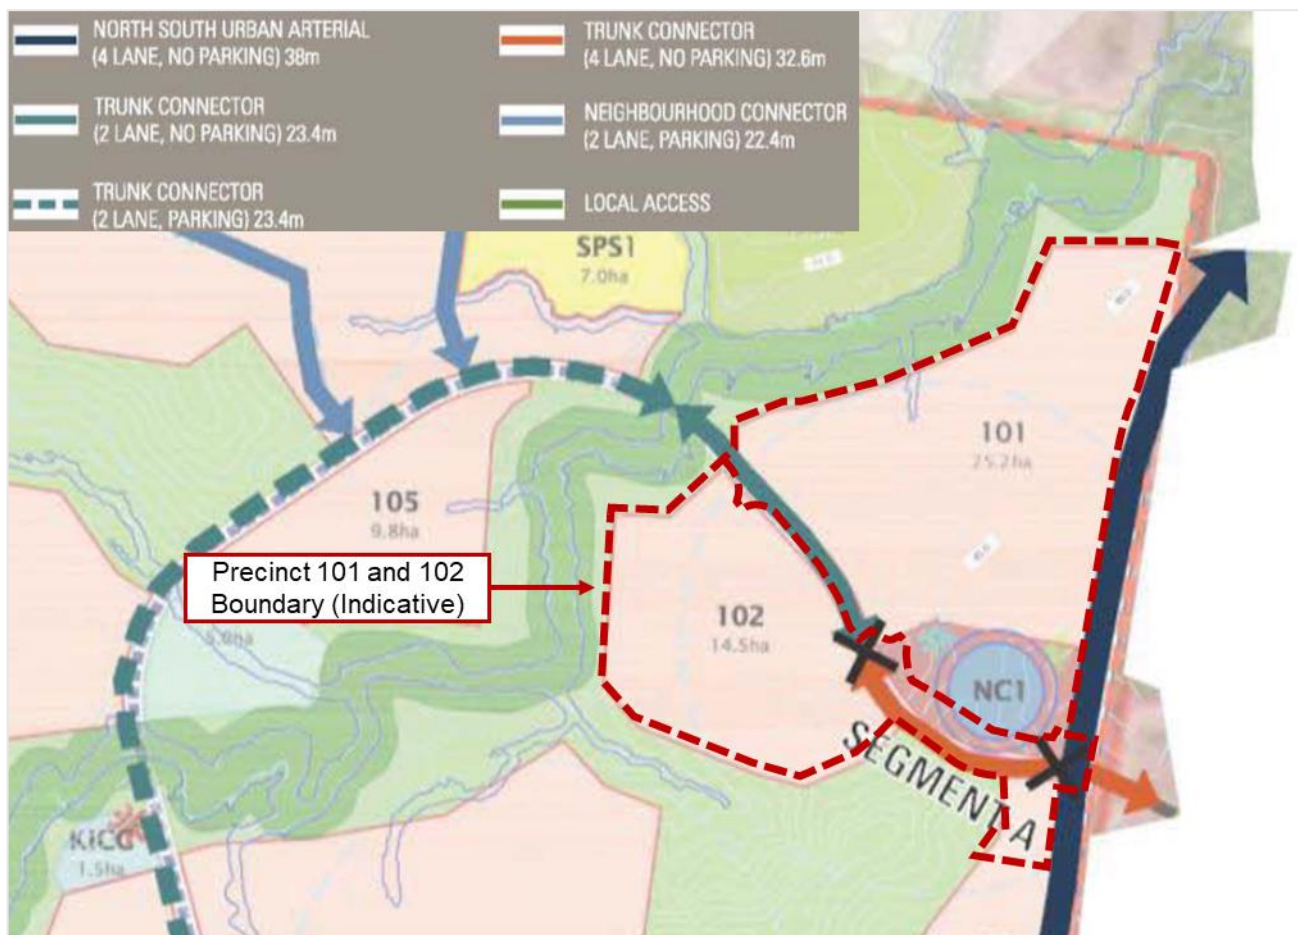 NORTH SOUTH URBAN ARTERIAL
(4 LANE, NO PARKING) 38m
TRUNK CONNECTOR
(4 LANE, NO PARKING) 32.6m
TRUNK CONNECTOR
(2 LANE, NO PARKING) 23.4m
NEIGHBOURHOOD CONNECTOR
(2 LANE, PARKING) 22.4m
TRUNK CONNECTOR
(2 LANE, PARKING) 23.4m
LOCAL ACCESS
SPS1
7.0ha
101
25.2ha
105
9.8ha
Precinct 101 and 102
Boundary (Indicative)
102
14.5ha
NC1
SEGMENT A
KiCC
1.5ha